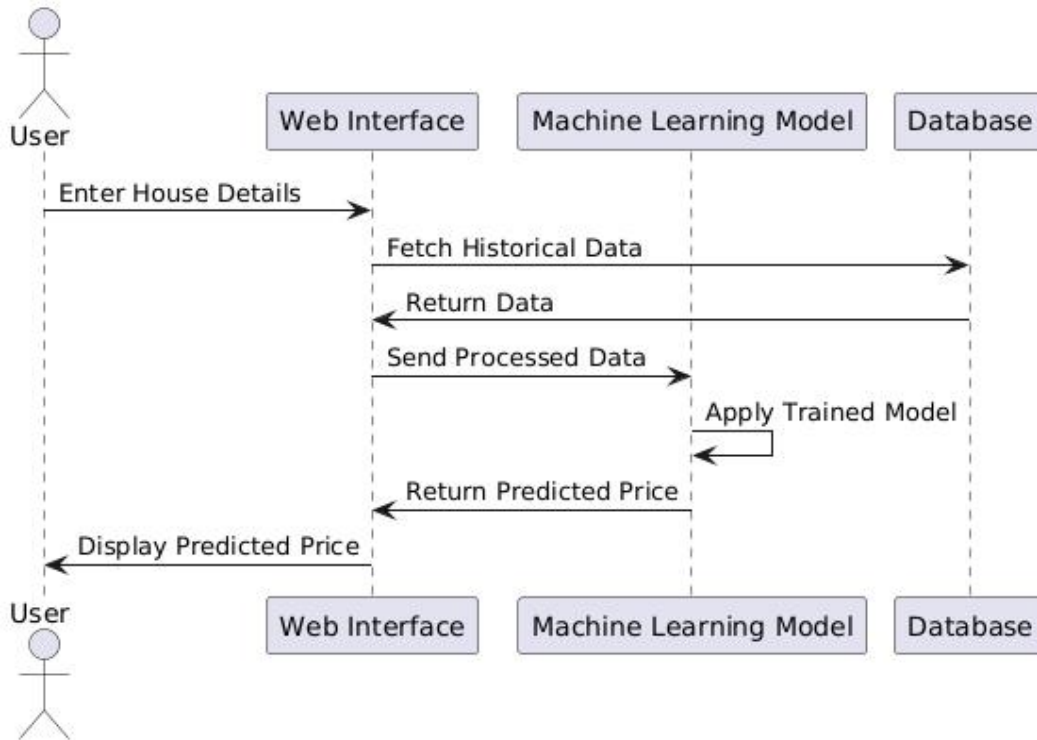 User
Web Interface
Machine Learning Model
Database
Enter House Details
Fetch Historical Data
Return Data
Send Processed Data
Apply Trained Model
Return Predicted Price
Display Predicted Price
User
Web Interface
Machine Learning Model
Database